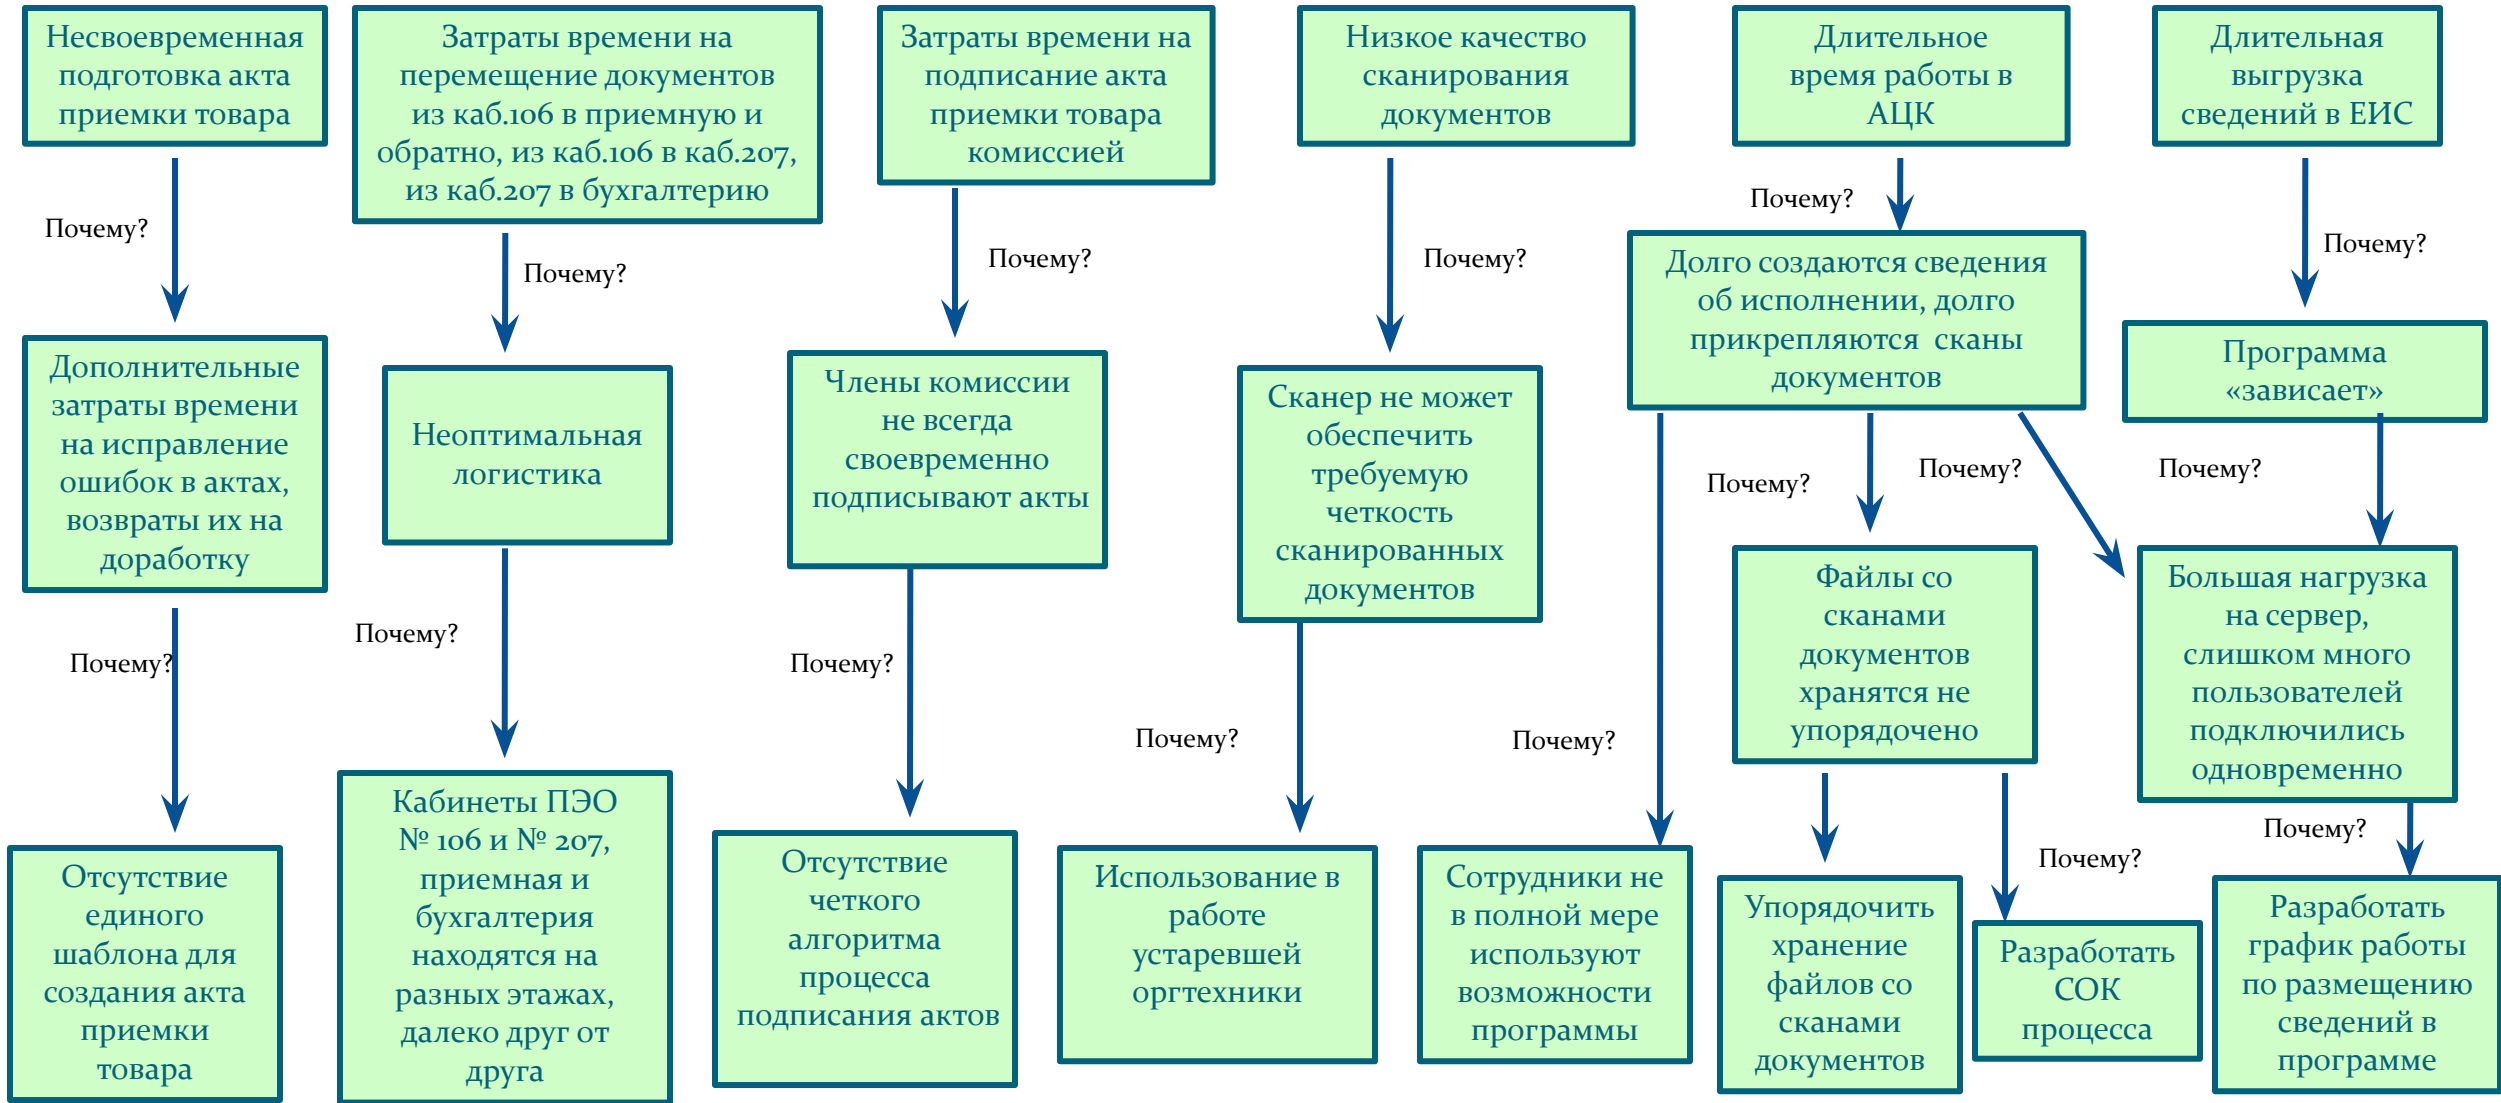 Несвоевременная
подготовка акта
приемки товара
Затраты времени на
перемещение документов
из каб.106 в приемную и
обратно, из каб.106 в каб.207,
из каб.207 в бухгалтерию
Затраты времени на
подписание акта
приемки товара
комиссией
Низкое качество
сканирования
документов
Длительное
время работы в
АЦК
Длительная
выгрузка
сведений в ЕИС
Почему?
Почему?
Почему?
Почему?
Почему?
Почему?
Дополнительные
затраты времени
на исправление
ошибок в актах,
возвраты их на
доработку
Неоптимальная
логистика
Члены комиссии
не всегда
своевременно
подписывают акты
Сканер не может
обеспечить
требуемую
четкость
сканированных
документов
Долго создаются сведения
об исполнении, долго
прикрепляются  сканы
документов
Программа
«зависает»
Почему?
Почему?
Почему?
Почему?
Почему?
Почему?
Почему?
Почему?
Файлы со
сканами
документов
хранятся не
упорядочено
Большая нагрузка
на сервер,
слишком много
пользователей
подключились
одновременно
Почему?
Почему?
Отсутствие
единого
шаблона для
создания акта
приемки
товара
Кабинеты ПЭО
№ 106 и № 207,
приемная и
бухгалтерия
находятся на
разных этажах,
далеко друг от
друга
Отсутствие
четкого
алгоритма
процесса
подписания актов
Использование в
работе
устаревшей
оргтехники
Сотрудники не
в полной мере
используют
возможности
программы
Упорядочить
хранение
файлов со
сканами
документов
Разработать
СОК
процесса
Разработать
график работы
по размещению
сведений в
программе